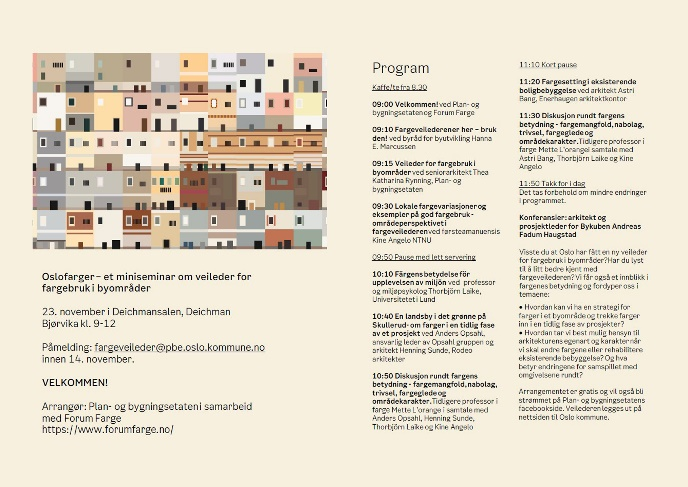 Oslofarger – et miniseminar om veileder for
fargebruk i byområder
23. november i Deichmansalen, Deichman
Bjørvika kl. 9-12
Påmelding: fargeveileder@pbe.oslo.kommune.no
innen 14. november.
VELKOMMEN!
Arrangør: Plan- og bygningsetaten i samarbeid
med Forum Farge
https://www.forumfarge.no/
Program
Kaffe/te fra 8.30
09:00 Velkommen! ved Plan- og
bygningsetaten og Forum Farge
09:10 Fargeveilederen er her – bruk
den! ved byråd for byutvikling Hanna
E. Marcussen
09:15 Veileder for fargebruk i
byområder ved seniorarkitekt Thea
Katharina Rynning, Plan- og
bygningsetaten
09:30 Lokale fargevariasjoner og
eksempler på god fargebruk -
områdeperspektivet i
fargeveilederen ved førsteamanuensis
Kine Angelo NTNU
09:50 Pause med lett servering
10:10 Färgens betydelse för
upplevelsen av miljön ved professor
og miljøpsykolog Thorbjörn Laike,
Universitetet i Lund
10:40 En landsby i det grønne på
Skullerud- om farger i en tidlig fase
av et prosjekt ved Anders Opsahl,
ansvarlig leder av Opsahl gruppen og
arkitekt Henning Sunde, Rodeo
arkitekter
10:50 Diskusjon rundt fargens
betydning - fargemangfold, nabolag,
trivsel, fargeglede og
områdekarakter. Tidligere professor i
farge Mette L'orange i samtale med
Anders Opsahl, Henning Sunde,
Thorbjörn Laike og Kine Angelo
11:10 Kort pause
11:20 Fargesetting i eksisterende
boligbebyggelse ved arkitekt Astri
Bang, Enerhaugen arkitektkontor
11:30 Diskusjon rundt fargens
betydning - fargemangfold, nabolag,
trivsel, fargeglede og
områdekarakter. Tidligere professor i
farge Mette L'orange i samtale med
Astri Bang, Thorbjörn Laike og Kine
Angelo
11:50 Takk for i dag
Det tas forbehold om mindre endringer
i programmet.
Konferansier: arkitekt og
prosjektleder for Bykuben Andreas
Fadum Haugstad
Visste du at Oslo har fått en ny veileder
for fargebruk i byområder? Har du lyst
til å litt bedre kjent med
fargeveilederen? Vi får også et innblikk i
fargenes betydning og fordyper oss i
temaene:
• Hvordan kan vi ha en strategi for
farger i et byområde og trekke farger
inn i en tidlig fase av prosjekter?
• Hvordan tar vi best mulig hensyn til
arkitekturens egenart og karakter når
vi skal endre fargene eller rehabilitere
eksisterende bebyggelse? Og hva
betyr endringene for samspillet med
omgivelsene rundt?
Arrangementet er gratis og vil også bli
strømmet på Plan- og bygningsetatens
facebookside. Veilederen legges ut på
nettsiden til Oslo kommune.